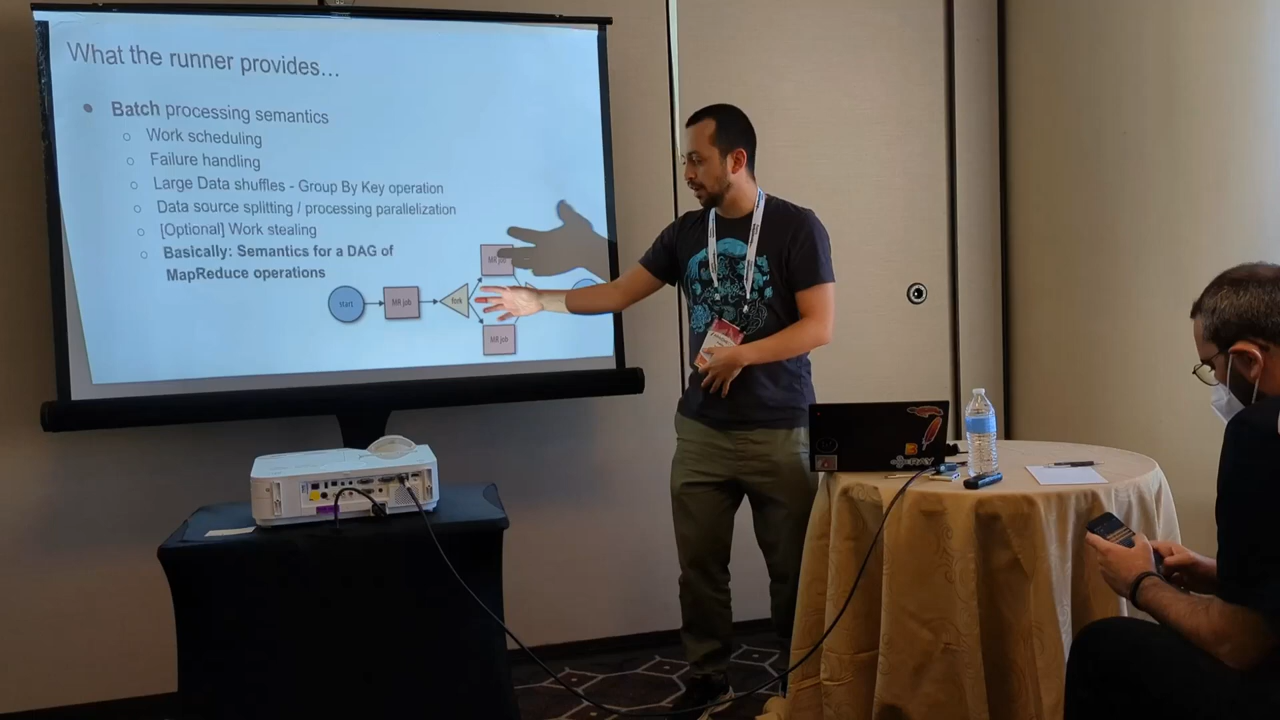 What the runner provides…
Batch processing semantics
Work scheduling
Failure handling
Large Data shuffles - Group By Key operation
Data source splitting / processing parallelization
[Optional] Work stealing
Basically: Semantics for a DAG of
MapReduce operations
MR job
start
MR job
fork
MR job
RAY